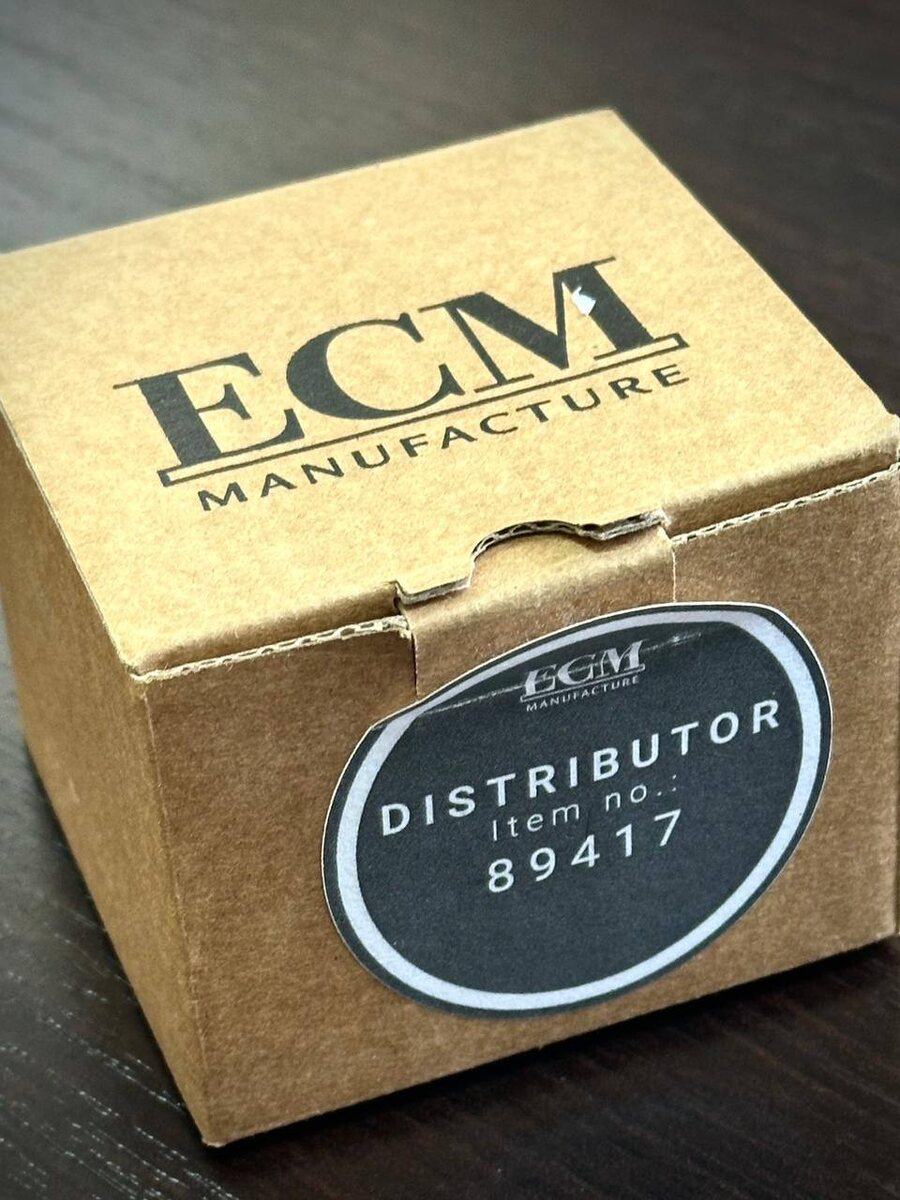 ECM
MANUFACTURE
ECM
MANUFACTURE
DISTRIBUTOR
Item no.:
89417